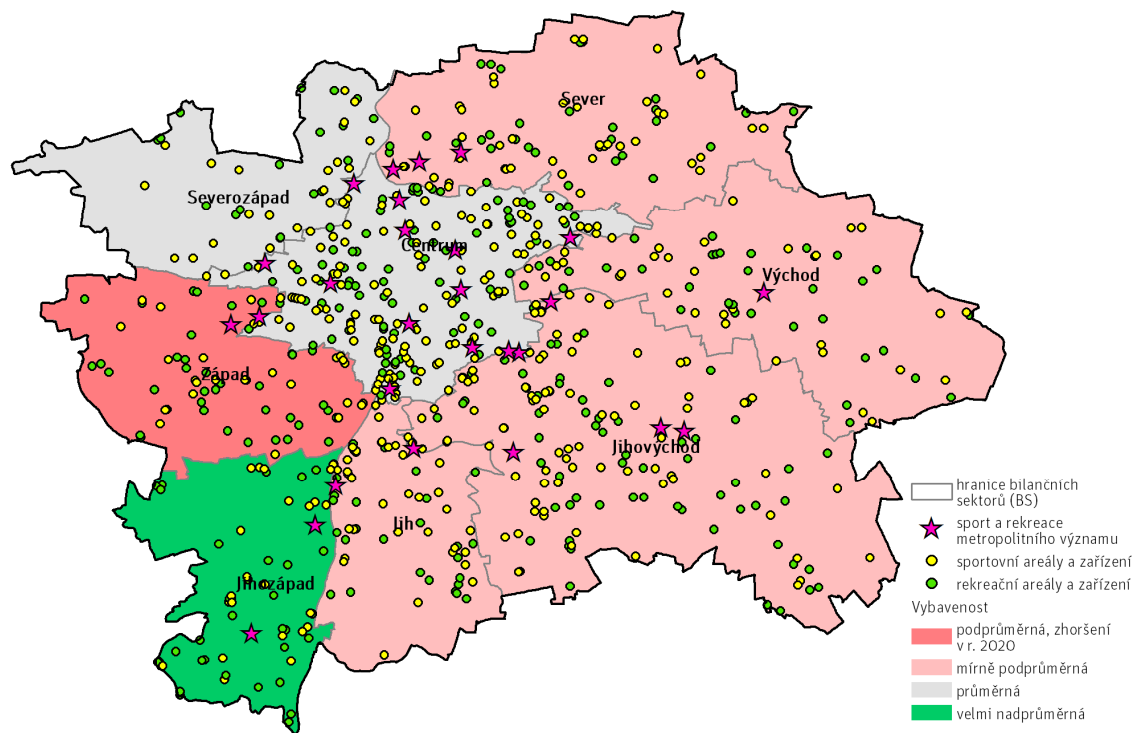 Sever
Severozápad
Centrum
Východ
Západ
Jihovýchod
Jih
Jihozápad
hranice bilančních
sektorů (BS)
sport a rekreace
metropolitního významu
sportovní areály a zařízení
rekreační areály a zařízení
Vybavenost
podprůměrná, zhoršení
v r. 2020
mírně podprůměrná
průměrná
velmi nadprůměrná